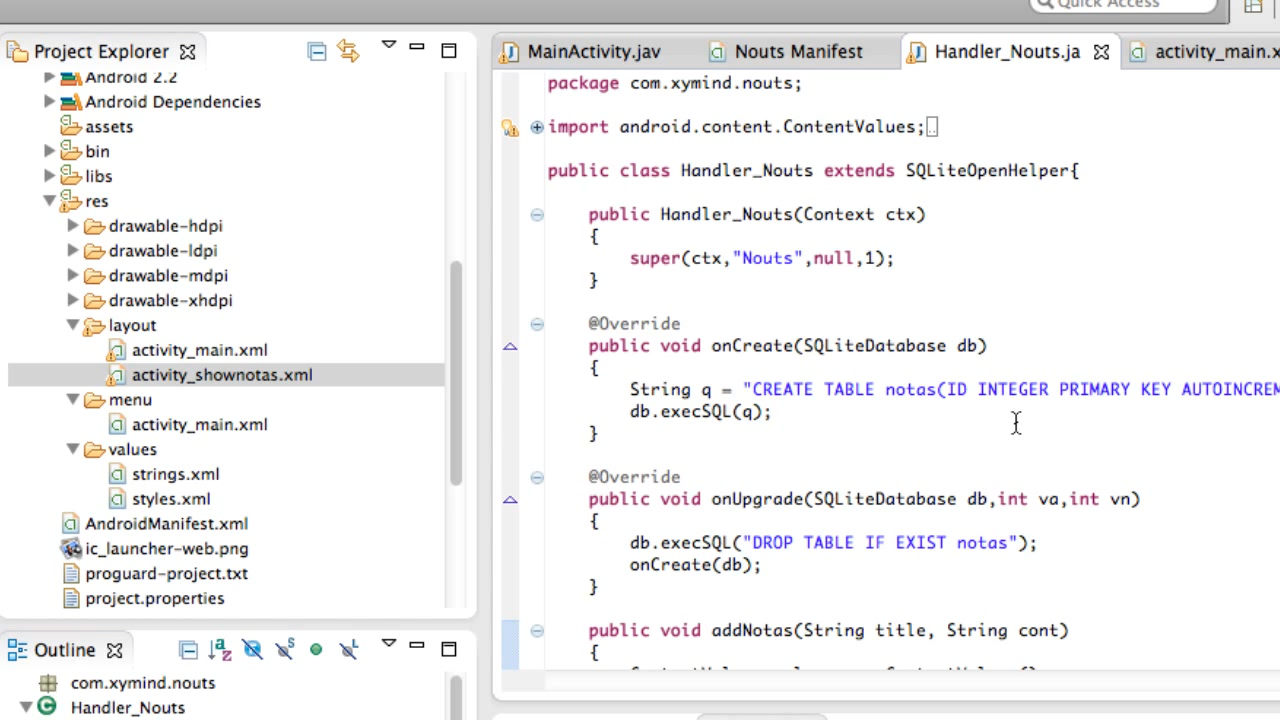 Quick Access
Project Explorer
Android 2.2
Android Dependencies
assets
bin
libs
res
drawable-hdpi
drawable-ldpi
drawable-mdpi
drawable-xhdpi
layout
activity_main.xml
activity_shownotas.xml
menu
activity_main.xml
values
strings.xml
styles.xml
AndroidManifest.xml
ic_launcher-web.png
proguard-project.txt
project.properties
Outline
com.xymind.nouts
Handler_Nouts
MainActivity.jav
Nouts Manifest
Handler_Nouts.ja
activity_main.x
package com.xymind.nouts;
import android.content.ContentValues;
public class Handler_Nouts extends SQLiteOpenHelper{
public Handler_Nouts(Context ctx)
{
super(ctx,"Nouts",null,1);
}
@Override
public void onCreate(SQLiteDatabase db)
{
String q = "CREATE TABLE notas(ID INTEGER PRIMARY KEY AUTOINCREM
db.execSQL(q);
}
@Override
public void onUpgrade(SQLiteDatabase db,int va,int vn)
{
db.execSQL("DROP TABLE IF EXIST notas");
onCreate(db);
}
public void addNotas(String title, String cont)
{